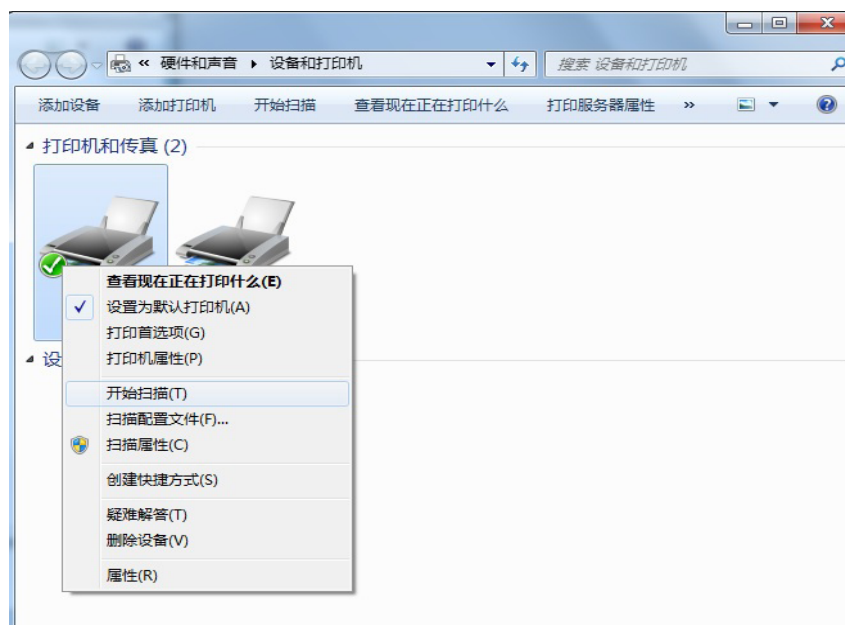 « 硬件和声音 ▸ 设备和打印机 搜索 设备和打印机
添加设备 添加打印机 开始扫描 查看现在正在打印什么 打印服务器属性 »
打印机和传真 (2)
查看现在正在打印什么(E)
设置为默认打印机(A)
打印首选项(G)
打印机属性(P)
设
开始扫描(T)
扫描配置文件(F)...
扫描属性(C)
创建快捷方式(S)
疑难解答(T)
删除设备(V)
属性(R)